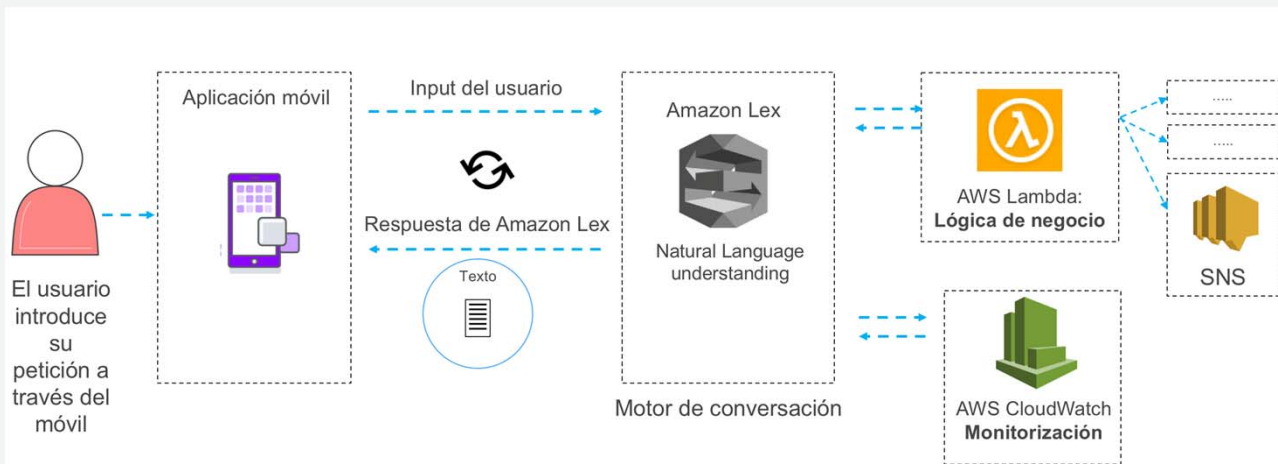 El usuario
introduce
su
petición a
través del
móvil
Aplicación móvil
Input del usuario
Respuesta de Amazon Lex
Texto
Amazon Lex
Natural Language
understanding
Motor de conversación
λ
AWS Lambda:
Lógica de negocio
AWS CloudWatch
Monitorización
.....
.....
SNS